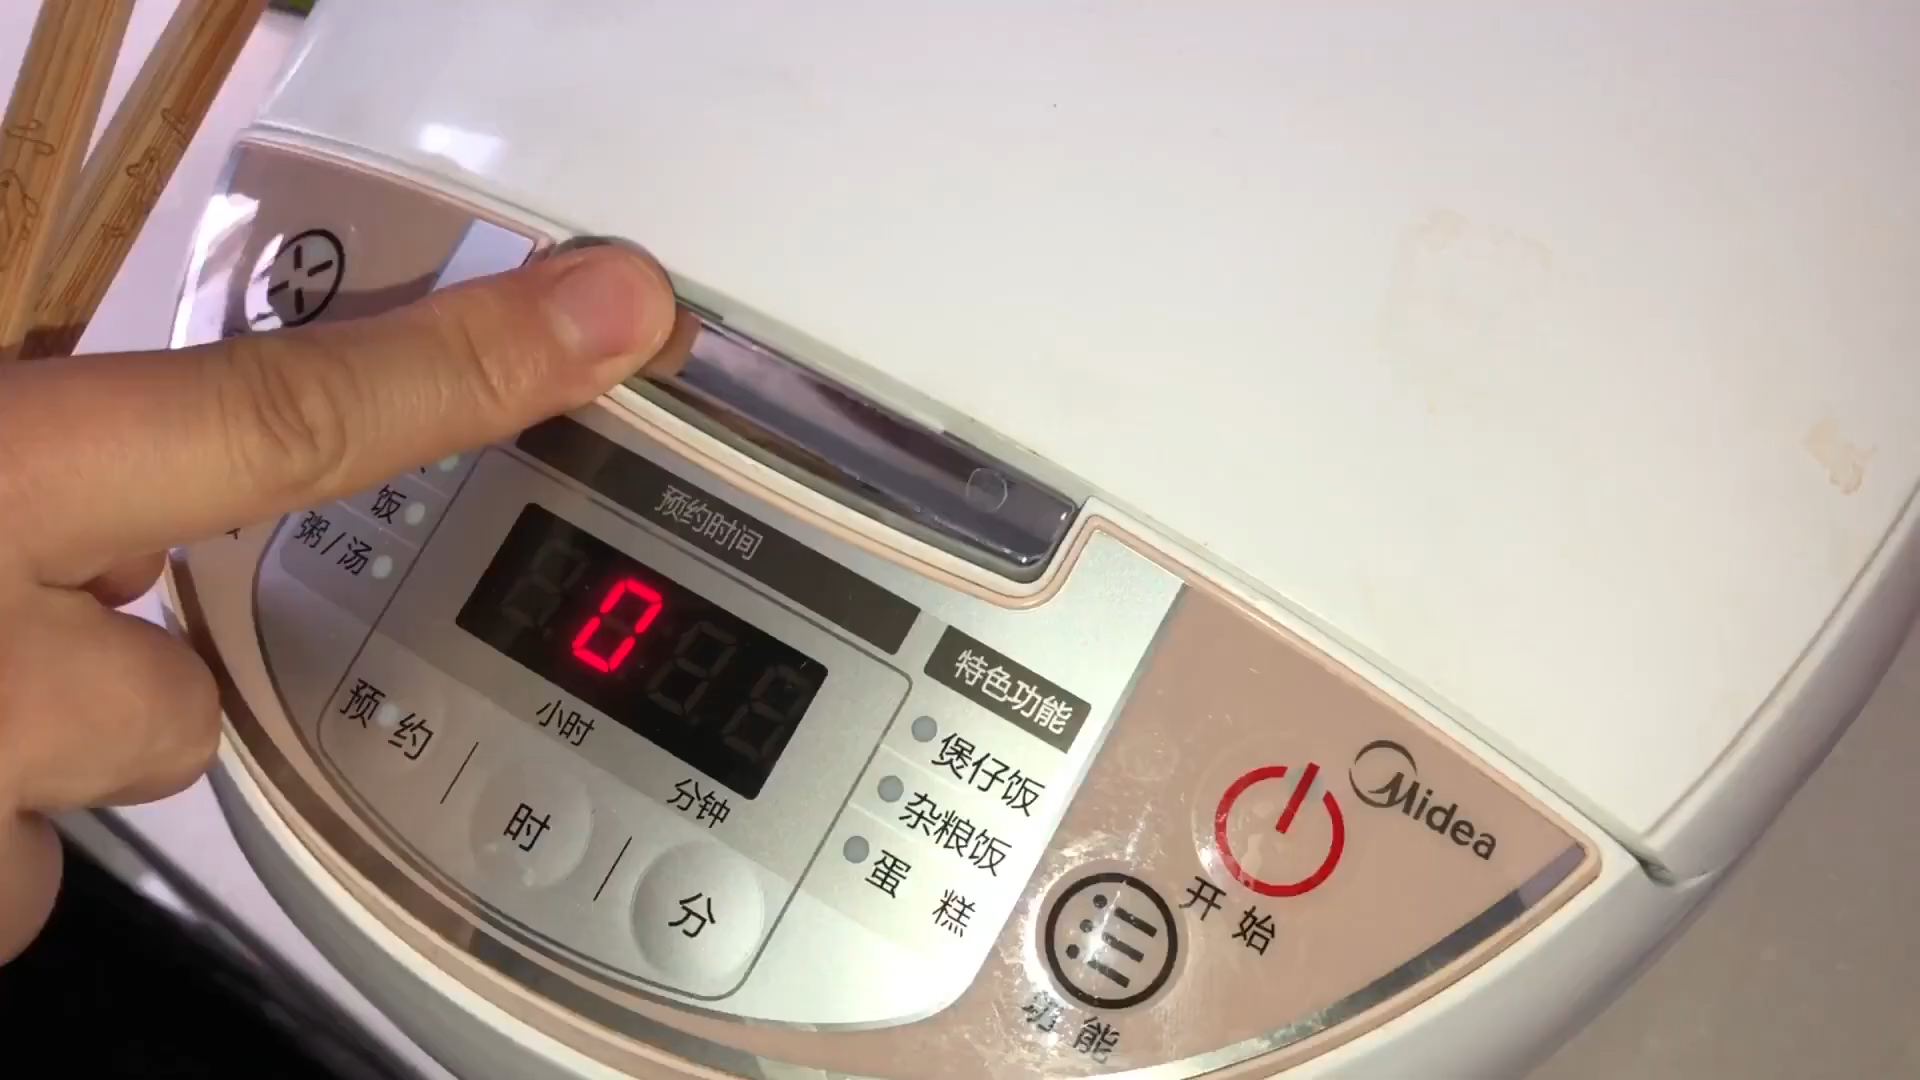 饭
粥/汤
预约时间
0
小时
分钟
预约
时
分
特色功能
煲仔饭
杂粮饭
蛋糕
Midea
开始
功能